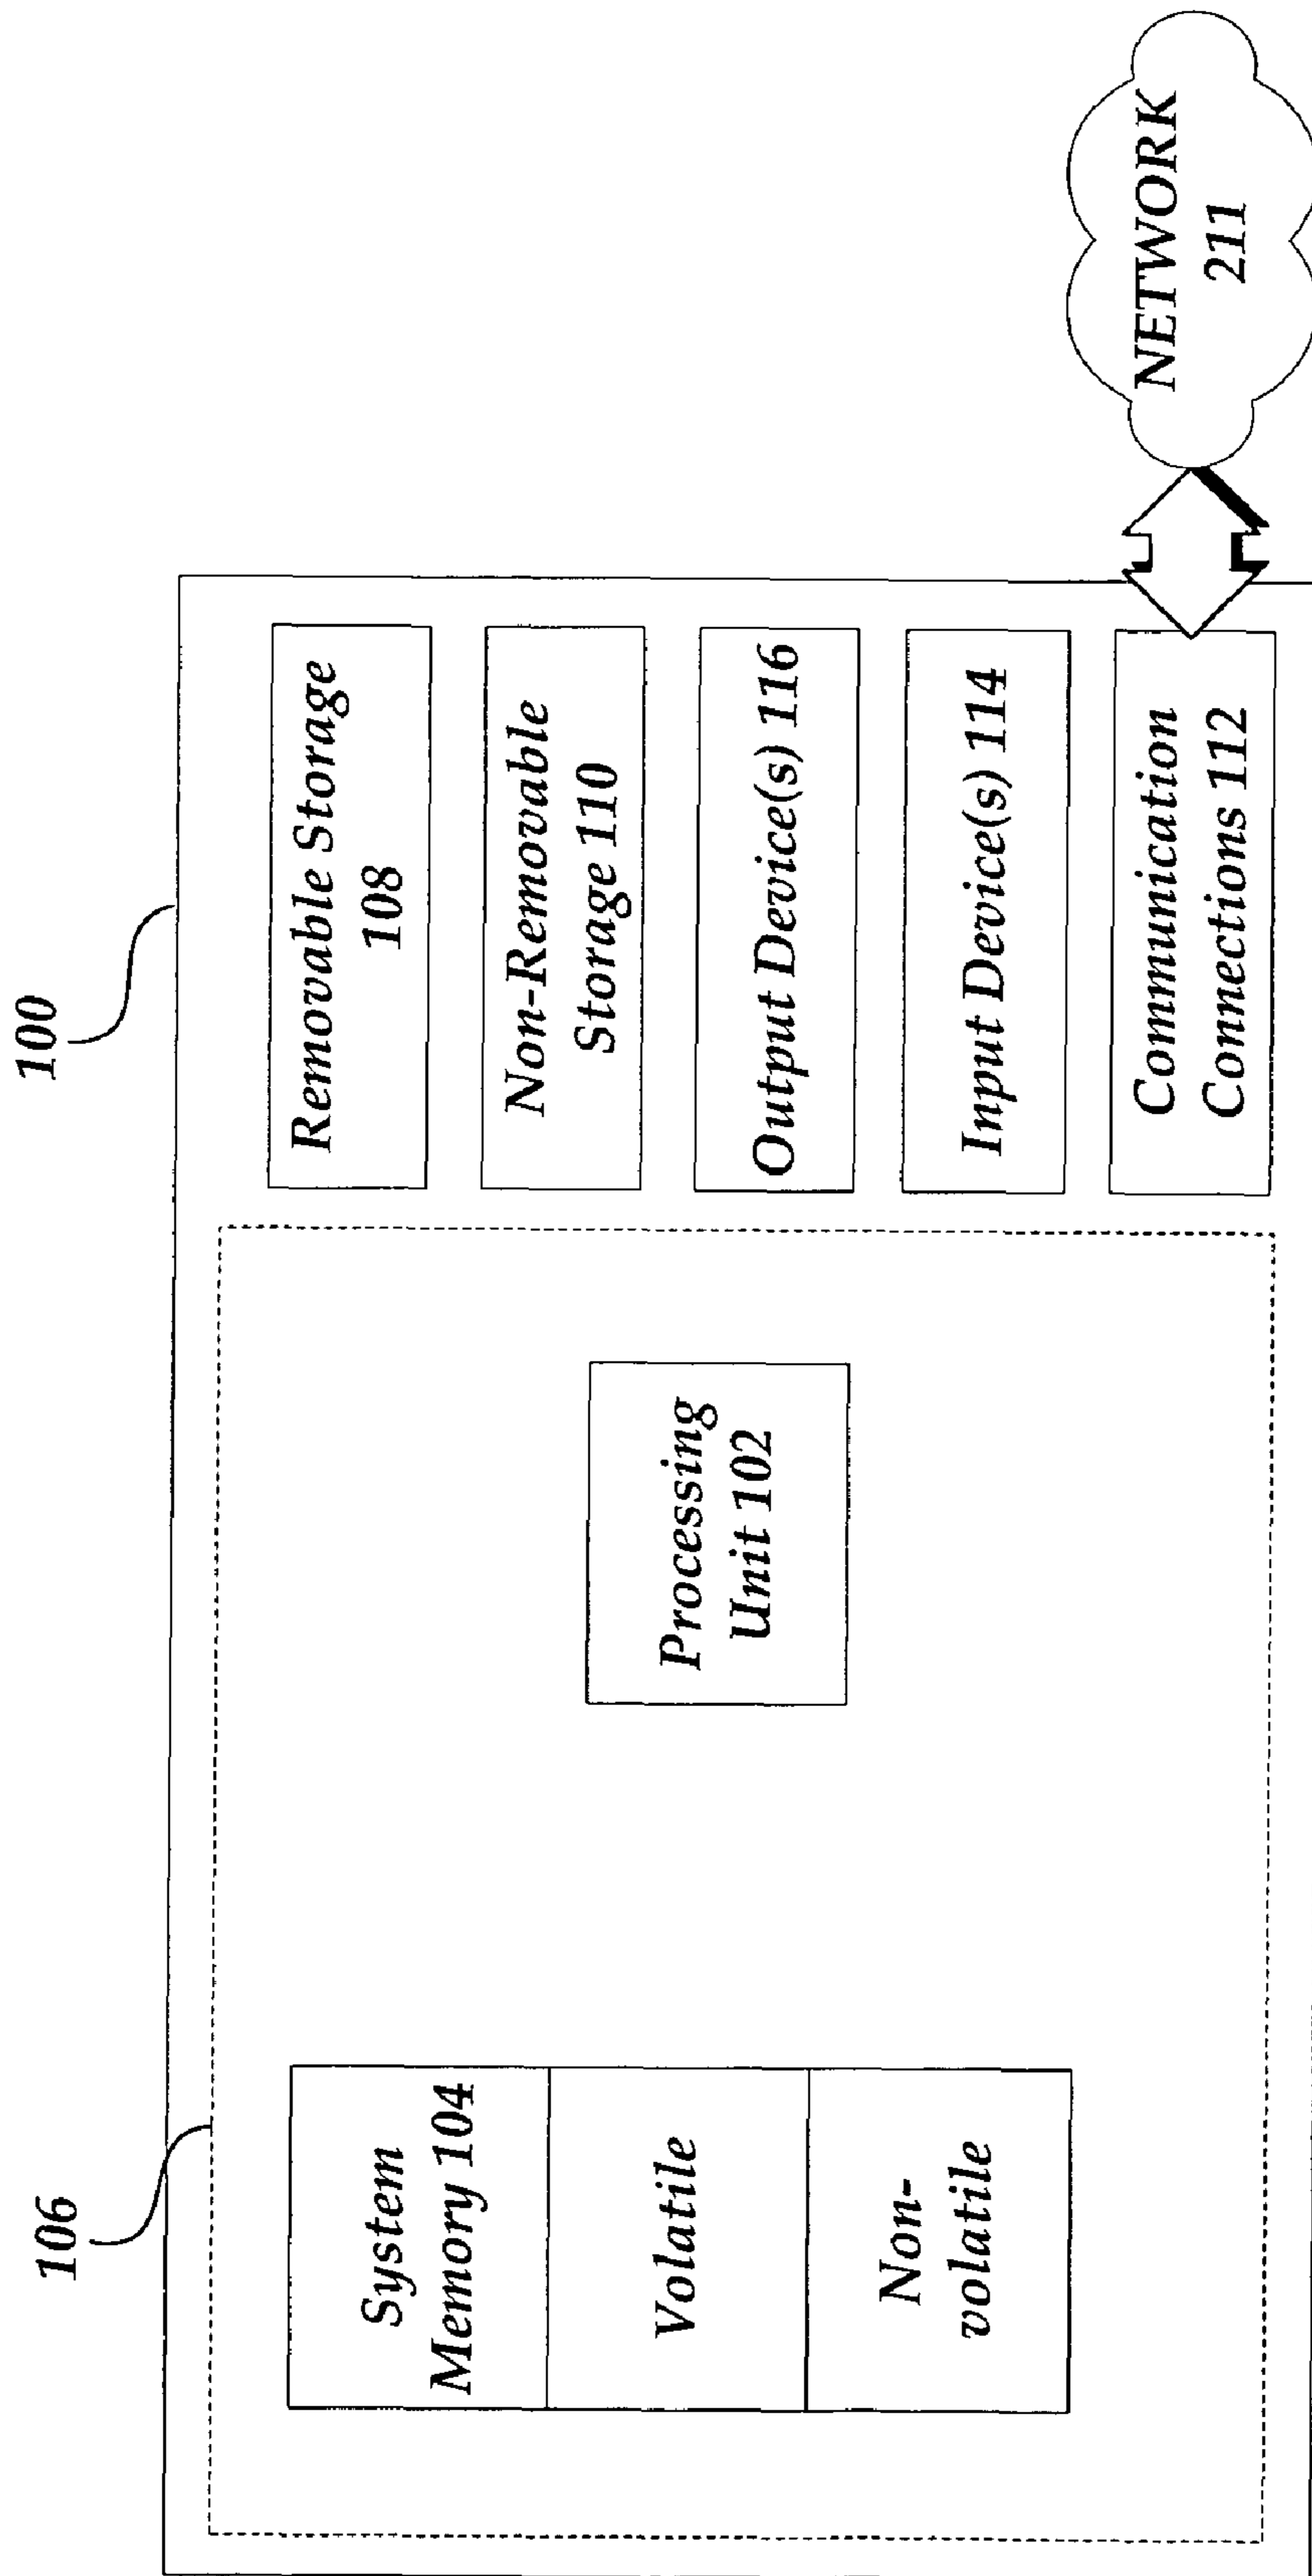 100
106
System
Memory 104
Volatile
Non-
volatile
Processing
Unit 102
Removable Storage
108
Non-Removable
Storage 110
Output Device(s) 116
Input Device(s) 114
Communication
Connections 112
NETWORK
211